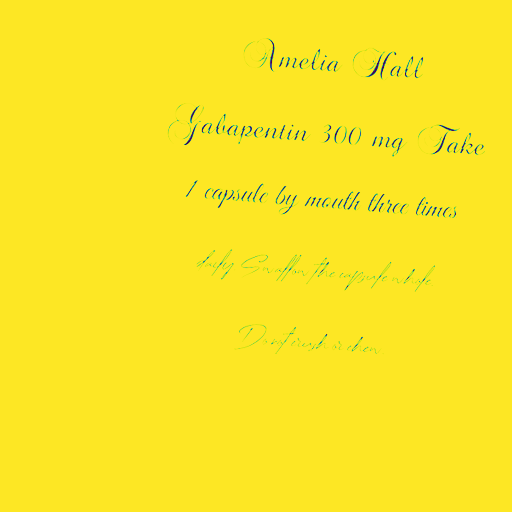 Amelia Hall
Gabapentin 300 mg Take
1 capsule by mouth three times
daily Swallow the capsule whole
Do not crush or chew